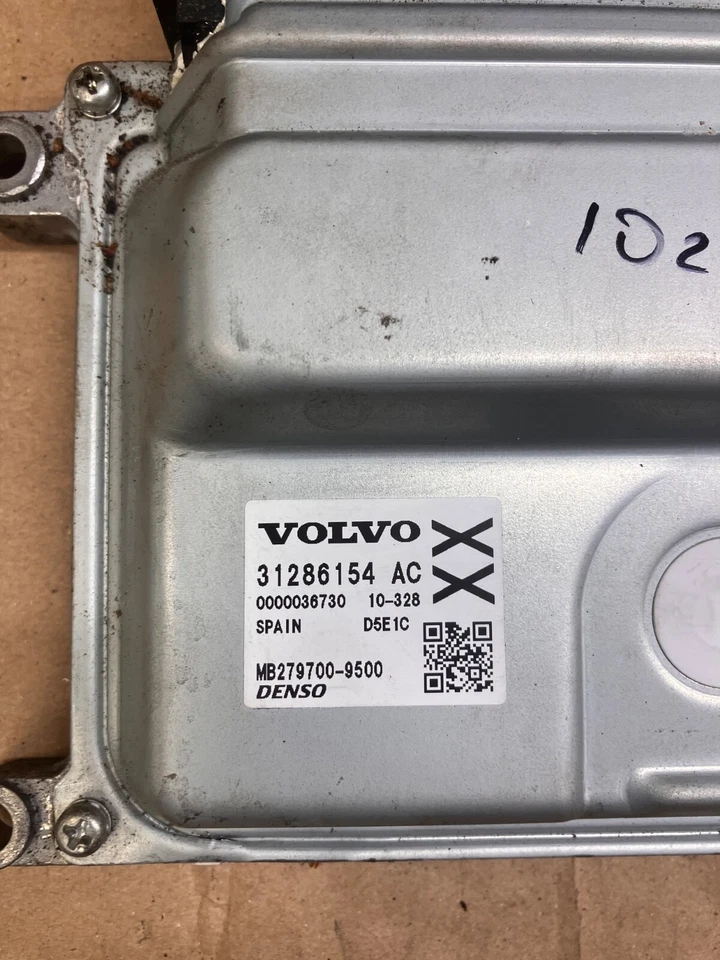 102
VOLVO
31286154 AC
0000036730 10-328
SPAIN D5E1C
MB279700-9500
DENSO